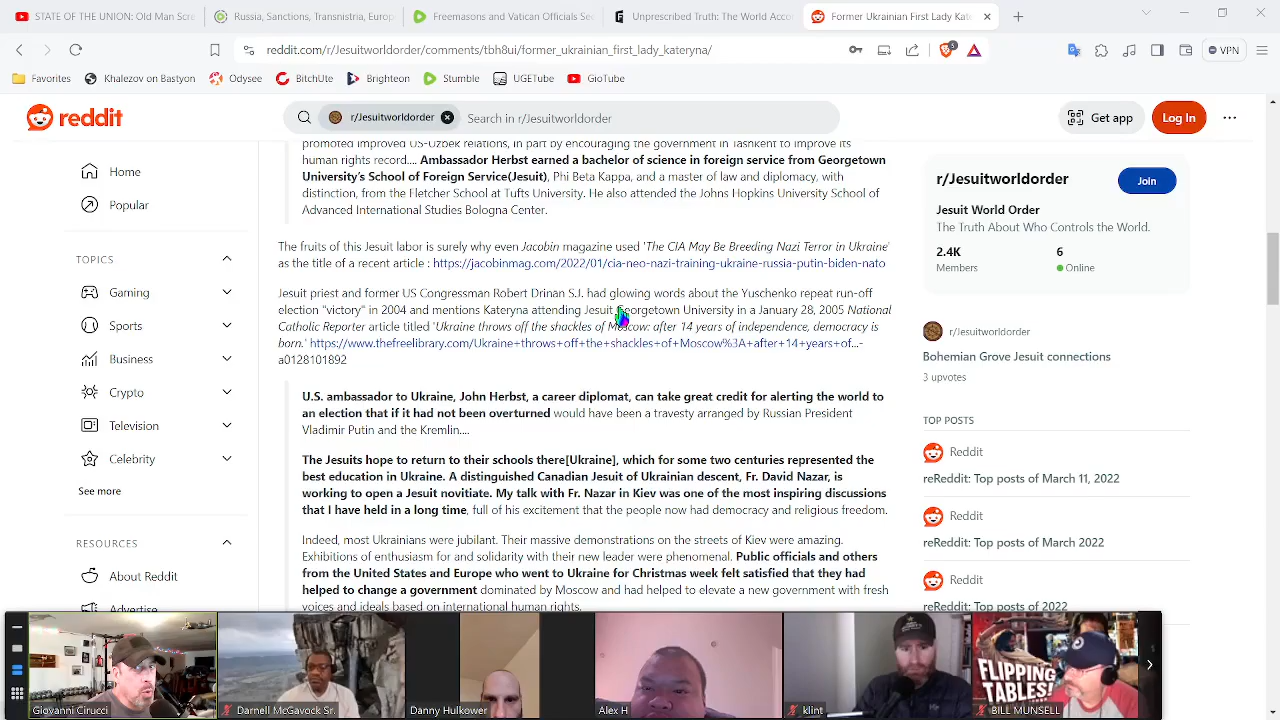 STATE OF THE UNION: Old Man Scre
Russia, Sanctions, Transnistria, Europ
Freemasons and Vatican Officials Sec
Unprescribed Truth: The World Accor
Former Ukrainian First Lady Kate
reddit.com/r/Jesuitworldorder/comments/tbh8ui/former_ukrainian_first_lady_kateryna/
5
VPN
Favorites
Khalezov on Bastyon
Odysee
BitChUte
Brighteon
Stumble
UGETube
GioTube
reddit
r/Jesuitworldorder
Search in r/Jesuitworldorder
Get app
Log In
Home
Popular
TOPICS
Gaming
Sports
Business
Crypto
Television
Celebrity
See more
RESOURCES
About Reddit
Advertise
promoted improved US-Uzbek relations, in part by encouraging the government in Tashkent to improve its
human rights record.... Ambassador Herbst earned a bachelor of science in foreign service from Georgetown
University's School of Foreign Service(Jesuit), Phi Beta Kappa, and a master of law and diplomacy, with
distinction, from the Fletcher School at Tufts University. He also attended the Johns Hopkins University School of
Advanced International Studies Bologna Center.
The fruits of this Jesuit labor is surely why even Jacobin magazine used 'The CIA May Be Breeding Nazi Terror in Ukraine'
as the title of a recent article : https://jacobinmag.com/2022/01/cia-neo-nazi-training-ukraine-russia-putin-biden-nato
Jesuit priest and former US Congressman Robert Drinan S.J. had glowing words about the Yuschenko repeat run-off
election "victory" in 2004 and mentions Kateryna attending Jesuit Georgetown University in a January 28, 2005 National
Catholic Reporter article titled 'Ukraine throws off the shackles of Moscow: after 14 years of independence, democracy is
born.' https://www.thefreelibrary.com/Ukraine+throws+off+the+shackles+of+Moscow%3A+after+14+years+of...-
a0128101892
U.S. ambassador to Ukraine, John Herbst, a career diplomat, can take great credit for alerting the world to
an election that if it had not been overturned would have been a travesty arranged by Russian President
Vladimir Putin and the Kremlin....
The Jesuits hope to return to their schools there[Ukraine], which for some two centuries represented the
best education in Ukraine. A distinguished Canadian Jesuit of Ukrainian descent, Fr. David Nazar, is
working to open a Jesuit novitiate. My talk with Fr. Nazar in Kiev was one of the most inspiring discussions
that I have held in a long time, full of his excitement that the people now had democracy and religious freedom.
Indeed, most Ukrainians were jubilant. Their massive demonstrations on the streets of Kiev were amazing.
Exhibitions of enthusiasm for and solidarity with their new leader were phenomenal. Public officials and others
from the United States and Europe who went to Ukraine for Christmas week felt satisfied that they had
helped to change a government dominated by Moscow and had helped to elevate a new government with fresh
voices and ideals based on international human rights.
r/Jesuitworldorder
Join
Jesuit World Order
The Truth About Who Controls the World.
2.4K
6
Members
Online
r/Jesuitworldorder
Bohemian Grove Jesuit connections
3 upvotes
TOP POSTS
Reddit
reReddit: Top posts of March 11, 2022
Reddit
reReddit: Top posts of March 2022
Reddit
reReddit: Top posts of 2022
FLIPPING
TABLES!
Giovanni Cirucci
Darnell McGavock Sr.
Danny Hulkower
Alex H
klint
BILL MUNSELL